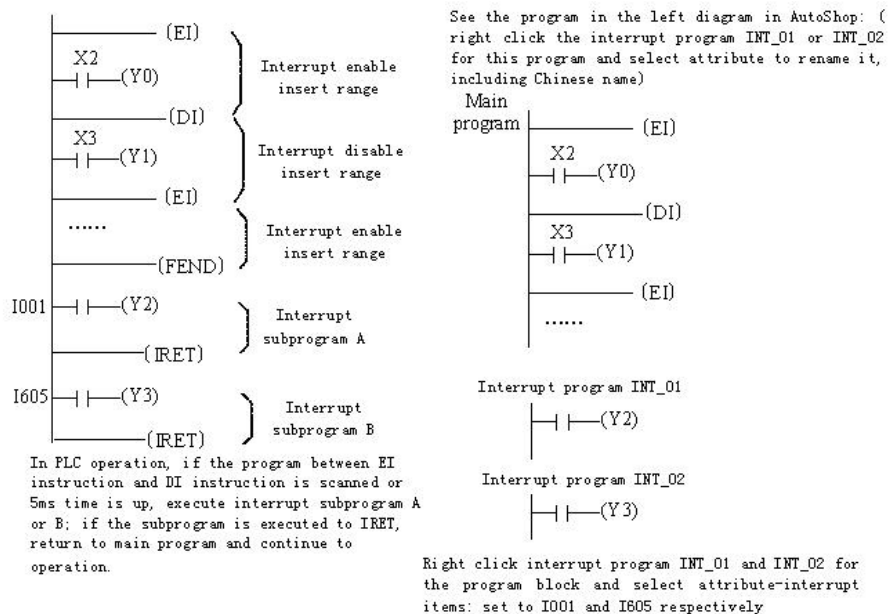 (EI)
X2
(Y0)
Interrupt enable
insert range
(DI)
X3
(Y1)
Interrupt disable
insert range
(EI)
……
Interrupt enable
insert range
(FEND)
I001
(Y2)
Interrupt
subprogram A
(IRET)
I605
(Y3)
Interrupt
subprogram B
(IRET)
In PLC operation, if the program between EI
instruction and DI instruction is scanned or
5ms time is up, execute interrupt subprogram A
or B; if the subprogram is executed to IRET,
return to main program and continue to
operation.
See the program in the left diagram in AutoShop: (
right click the interrupt program INT_01 or INT_02
for this program and select attribute to rename it,
including Chinese name)
Main
program
(EI)
X2
(Y0)
(DI)
X3
(Y1)
(EI)
……
Interrupt program INT_01
(Y2)
Interrupt program INT_02
(Y3)
Right click interrupt program INT_01 and INT_02 for
the program block and select attribute-interrupt
items: set to I001 and I605 respectively